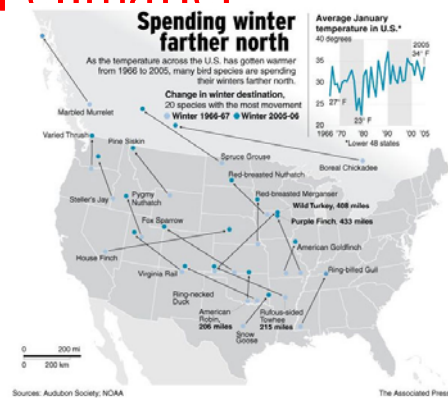 Spending winter
farther north
As the temperature across the U.S. has gotten warmer
from 1966 to 2005, many bird species are spending
their winters farther north.
Change in winter destination,
20 species with the most movement
Winter 1966-67 Winter 2005-06
Average January
temperature in U.S.*
40 degrees
35
30
25
20
2005
34° F
27° F
23° F
1966 '70 '80 '90 '00 '05
*Lower 48 states
Marbled Murrelet
Varied Thrush
Pine Siskin
Spruce Grouse
Boreal Chickadee
Red-breasted Nuthatch
Steller's Jay
Pygmy
Nuthatch
Red-breasted Merganser
Wild Turkey, 408 miles
Purple Finch, 433 miles
Fox Sparrow
American Goldfinch
House Finch
Virginia Rail
Ring-billed Gull
Ring-necked
Duck
American
Robin,
206 miles
Snow
Goose
Rufous-sided
Towhee
215 miles
0 200 mi
0 200 km
Sources: Audubon Society; NOAA
The Associated Press